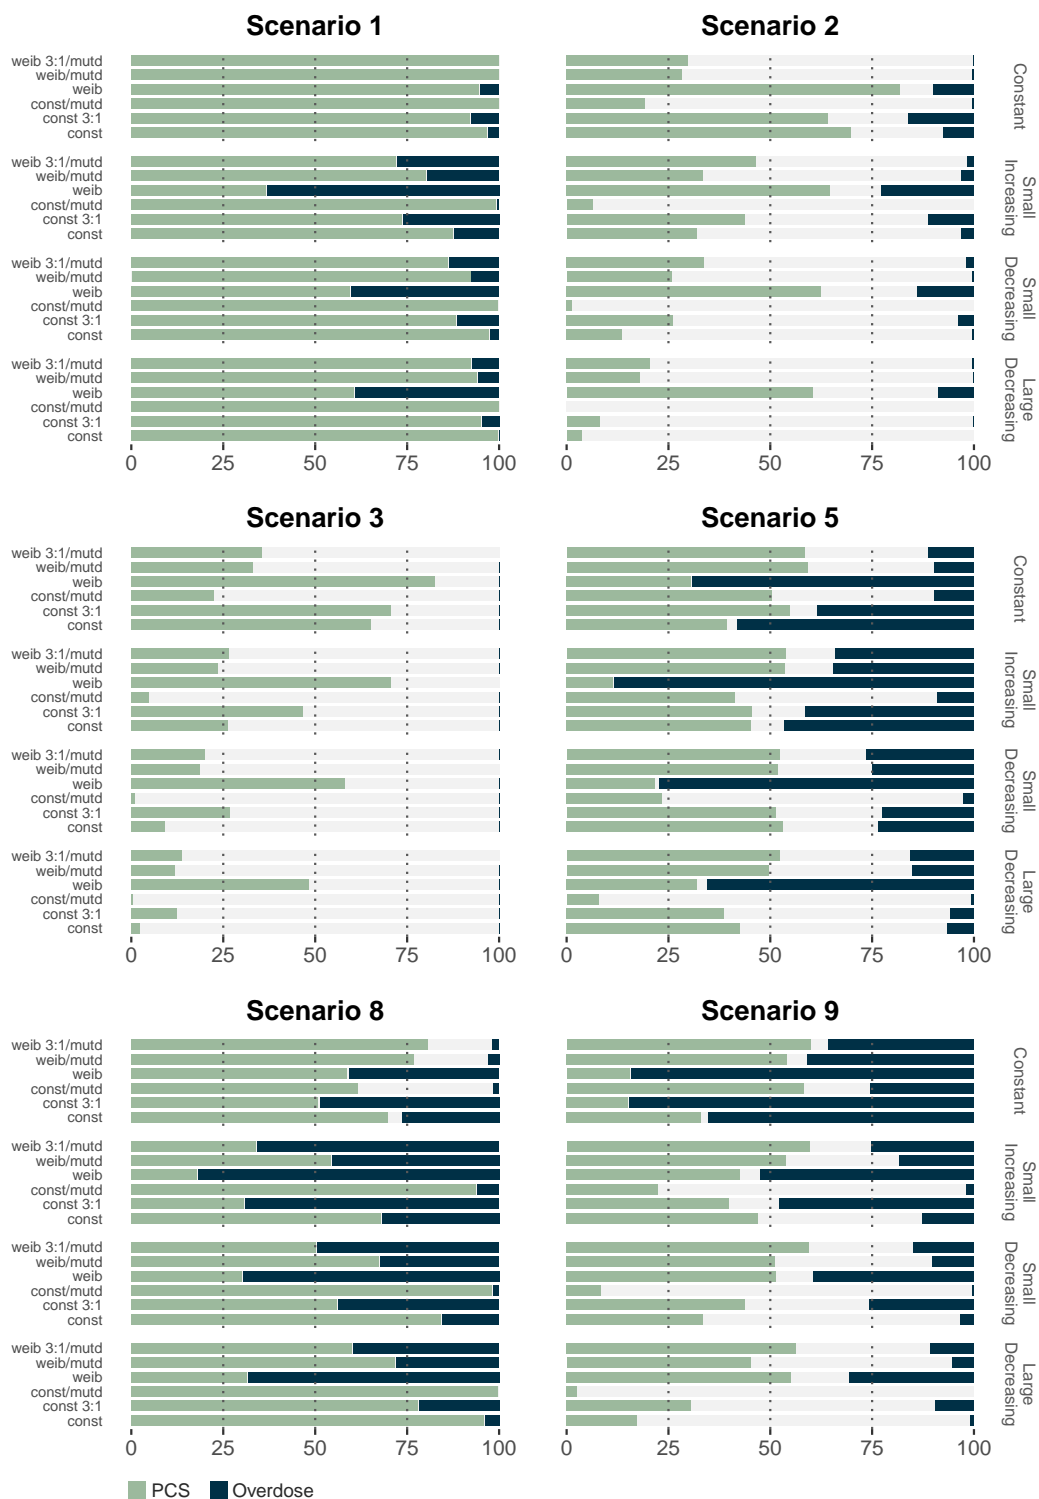 Scenario 1
Scenario 2
weib 3:1/mutd
weib/mutd
weib
const/mutd
const 3:1
const
Constant
weib 3:1/mutd
weib/mutd
weib
const/mutd
const 3:1
const
Small
Increasing
weib 3:1/mutd
weib/mutd
weib
const/mutd
const 3:1
const
Small
Decreasing
weib 3:1/mutd
weib/mutd
weib
const/mutd
const 3:1
const
Large
Decreasing
0 25 50 75 100
0 25 50 75 100
Scenario 3
Scenario 5
weib 3:1/mutd
weib/mutd
weib
const/mutd
const 3:1
const
Constant
weib 3:1/mutd
weib/mutd
weib
const/mutd
const 3:1
const
Small
Increasing
weib 3:1/mutd
weib/mutd
weib
const/mutd
const 3:1
const
Small
Decreasing
weib 3:1/mutd
weib/mutd
weib
const/mutd
const 3:1
const
Large
Decreasing
0 25 50 75 100
0 25 50 75 100
Scenario 8
Scenario 9
weib 3:1/mutd
weib/mutd
weib
const/mutd
const 3:1
const
Constant
weib 3:1/mutd
weib/mutd
weib
const/mutd
const 3:1
const
Small
Increasing
weib 3:1/mutd
weib/mutd
weib
const/mutd
const 3:1
const
Small
Decreasing
weib 3:1/mutd
weib/mutd
weib
const/mutd
const 3:1
const
Large
Decreasing
0 25 50 75 100
0 25 50 75 100
PCS Overdose